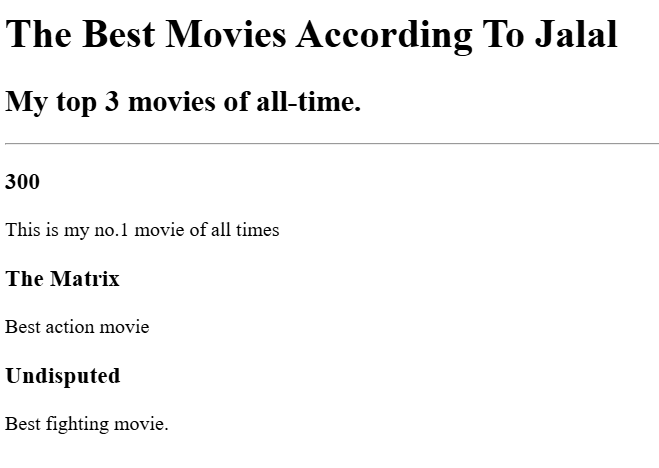 The Best Movies According To Jalal
My top 3 movies of all-time.
300
This is my no.1 movie of all times
The Matrix
Best action movie
Undisputed
Best fighting movie.